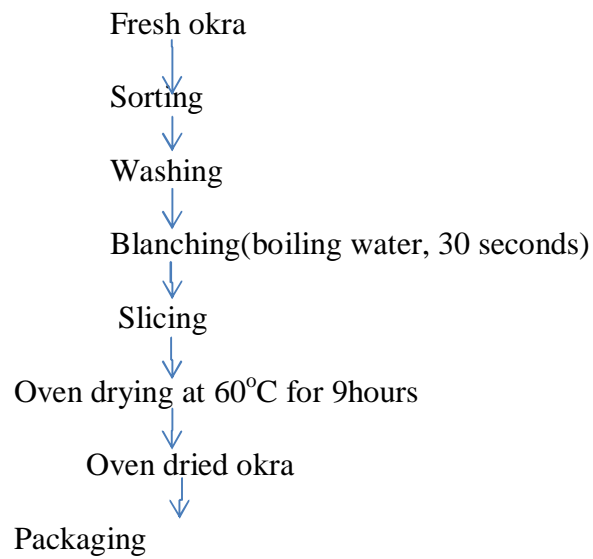 Fresh okra
Sorting
Washing
Blanching(boiling water, 30 seconds)
Slicing
Oven drying at 60°C for 9hours
Oven dried okra
Packaging